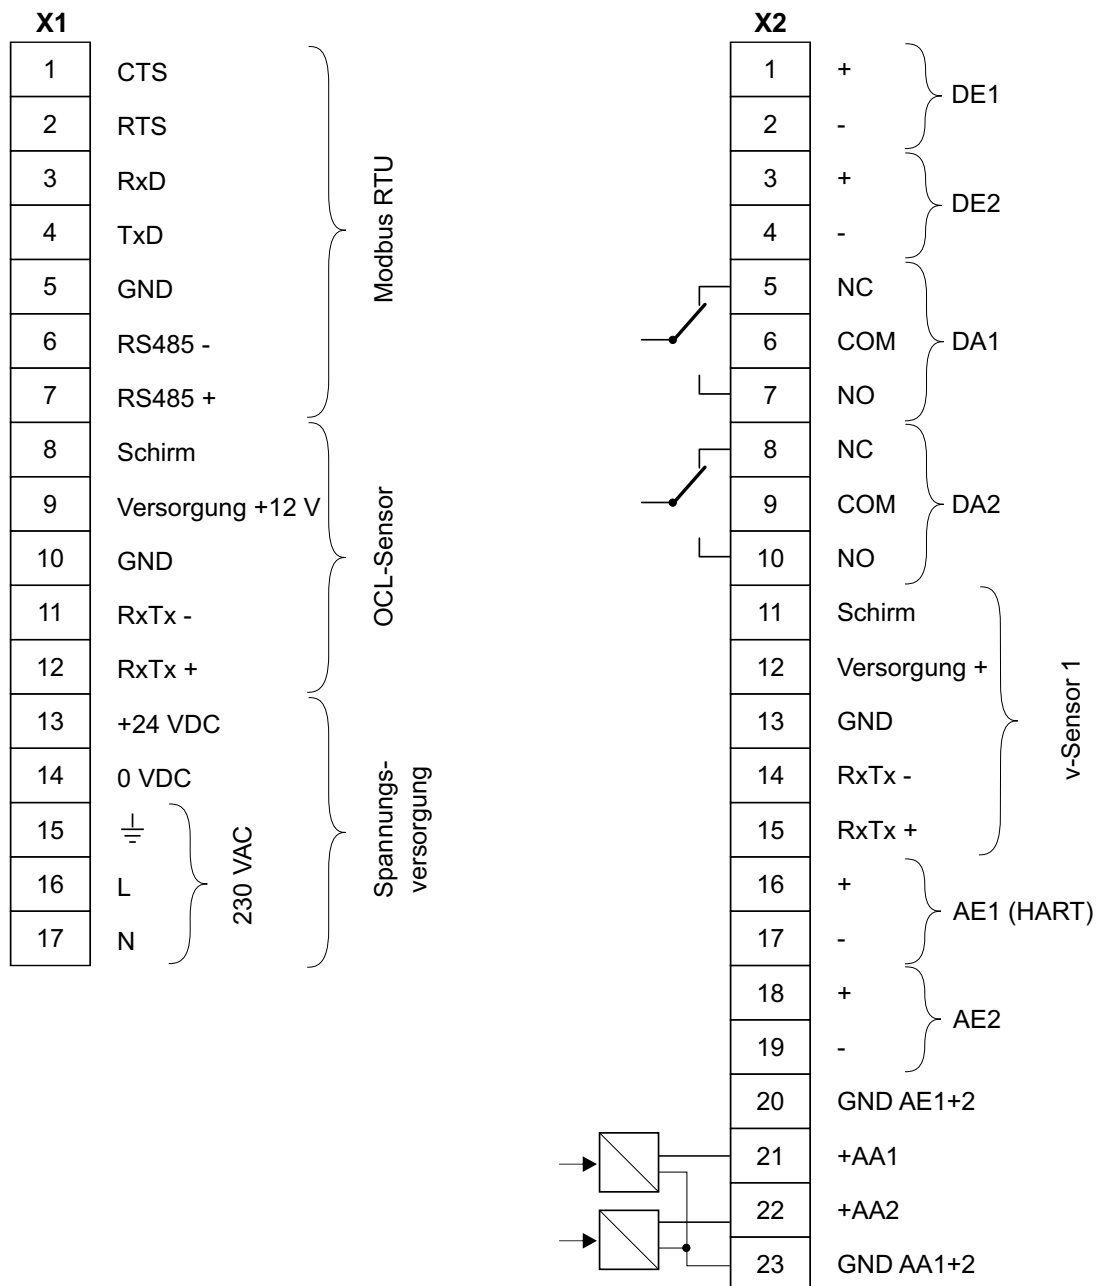 X1
1 CTS
2 RTS
3 RxD
4 TxD
5 GND
6 RS485 -
7 RS485 +
Modbus RTU
8 Schirm
9 Versorgung +12 V
10 GND
11 RxTx -
12 RxTx +
OCL-Sensor
13 +24 VDC
14 0 VDC
15
16 L
17 N
230 VAC
Spannungs-
versorgung
X2
1 +
2 -
DE1
3 +
4 -
DE2
5 NC
6 COM
7 NO
DA1
8 NC
9 COM
10 NO
DA2
11 Schirm
12 Versorgung +
13 GND
14 RxTx -
15 RxTx +
v-Sensor 1
16 +
17 -
AE1 (HART)
18 +
19 -
AE2
20 GND AE1+2
21 +AA1
22 +AA2
23 GND AA1+2